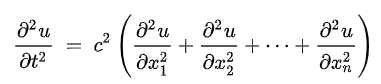 ∂²u/∂t² = c² ( ∂²u/∂x₁² + ∂²u/∂x₂² + ⋯ + ∂²u/∂xₙ² )